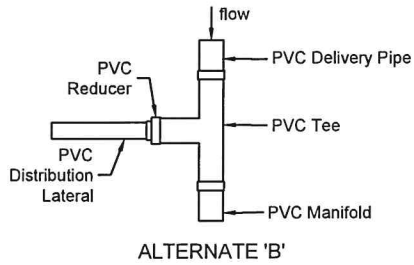 flow
PVC Delivery Pipe
PVC
Reducer
PVC Tee
PVC
Distribution
Lateral
PVC Manifold
ALTERNATE 'B'